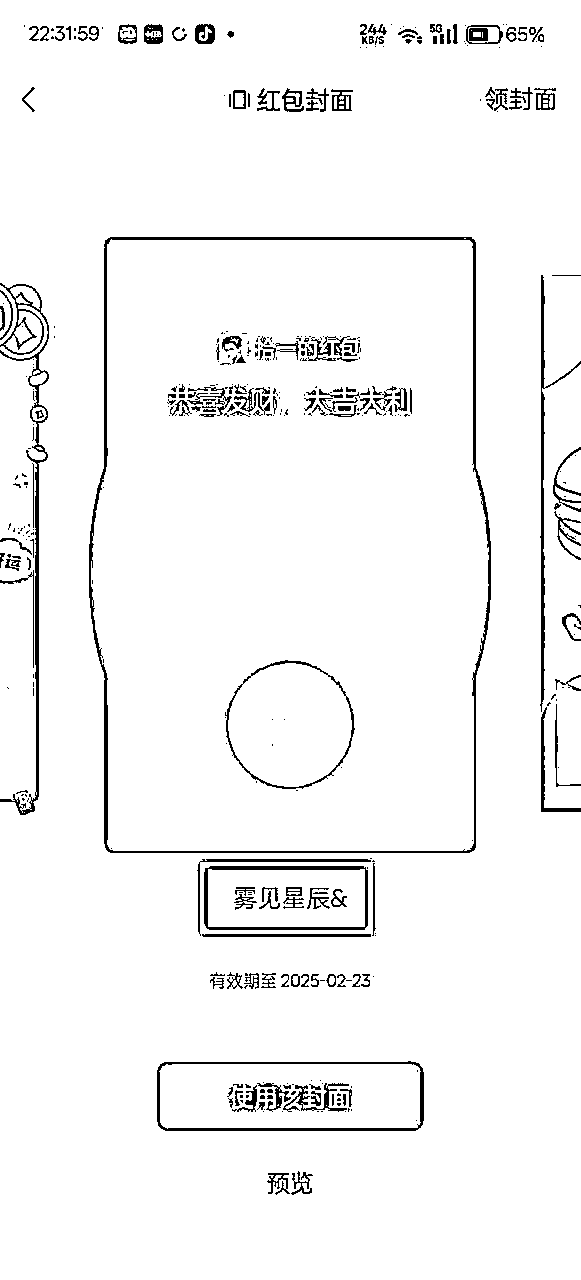 22:31:59 244 KB/S 5G 65%
红包封面 领封面
拾一的红包
恭喜发财，大吉大利
好运
雾见星辰&
有效期至 2025-02-23
使用该封面
预览